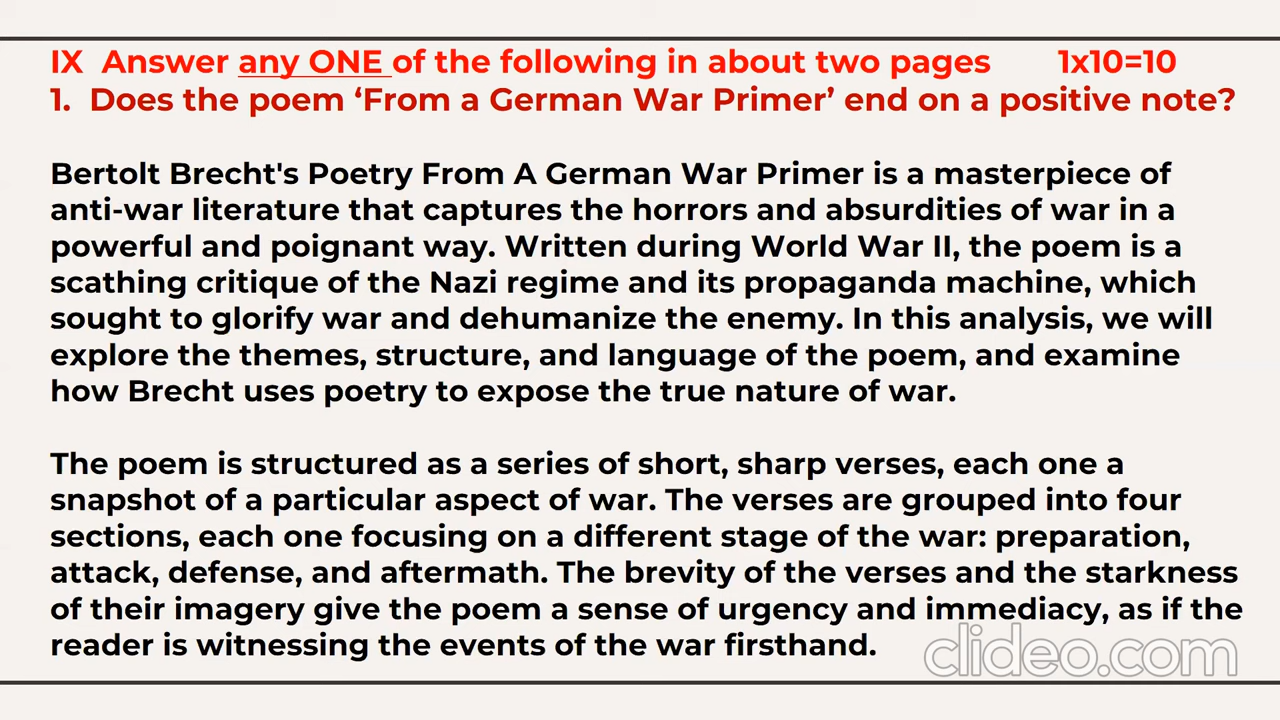 IX  Answer any ONE of the following in about two pages      1x10=10
1.  Does the poem ‘From a German War Primer’ end on a positive note?
Bertolt Brecht's Poetry From A German War Primer is a masterpiece of
anti-war literature that captures the horrors and absurdities of war in a
powerful and poignant way. Written during World War II, the poem is a
scathing critique of the Nazi regime and its propaganda machine, which
sought to glorify war and dehumanize the enemy. In this analysis, we will
explore the themes, structure, and language of the poem, and examine
how Brecht uses poetry to expose the true nature of war.
The poem is structured as a series of short, sharp verses, each one a
snapshot of a particular aspect of war. The verses are grouped into four
sections, each one focusing on a different stage of the war: preparation,
attack, defense, and aftermath. The brevity of the verses and the starkness
of their imagery give the poem a sense of urgency and immediacy, as if the
reader is witnessing the events of the war firsthand.
clideo.com